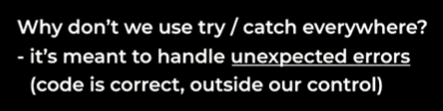 Why don’t we use try / catch everywhere?
- it’s meant to handle unexpected errors
(code is correct, outside our control)